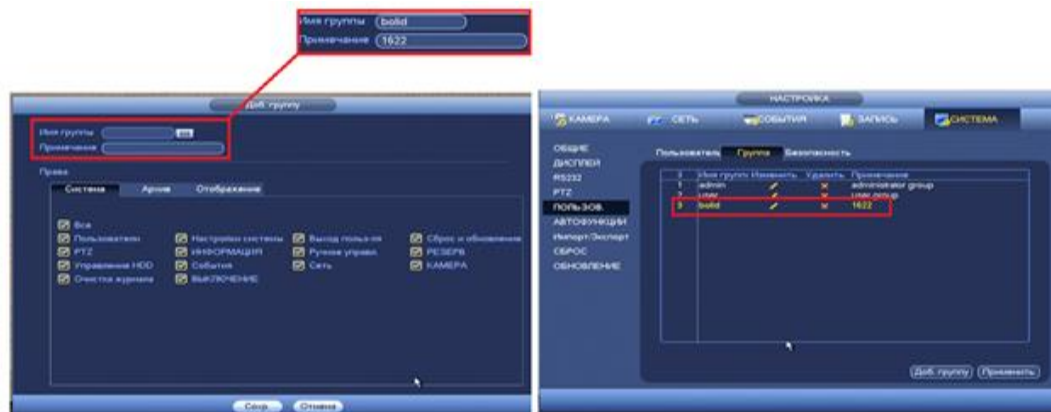 Имя группы bolid
Примечание 1622
Доб. группу
Имя группы
Примечание
Права
Система Архив Отображение
Все
Пользователи Настройки системы Выход польз-ля Сброс и обновление
PTZ ИНФОРМАЦИЯ Ручное управл. РЕЗЕРВ
Управление HDD События Сеть КАМЕРА
Очистка журнала ВЫКЛЮЧЕНИЕ
Сохр. Отмена
НАСТРОЙКА
КАМЕРА СЕТЬ СОБЫТИЯ ЗАПИСЬ СИСТЕМА
ОБЩИЕ
ДИСПЛЕЙ
RS232
PTZ
ПОЛЬЗОВ.
АВТОФУНКЦИИ
Импорт/Экспорт
СБРОС
ОБНОВЛЕНИЕ
Пользователь Группа Безопасность
3 Имя групп Изменить Удалить Примечание
1 admin administrator group
2 user user group
3 bolid 1622
Доб. группу Применить